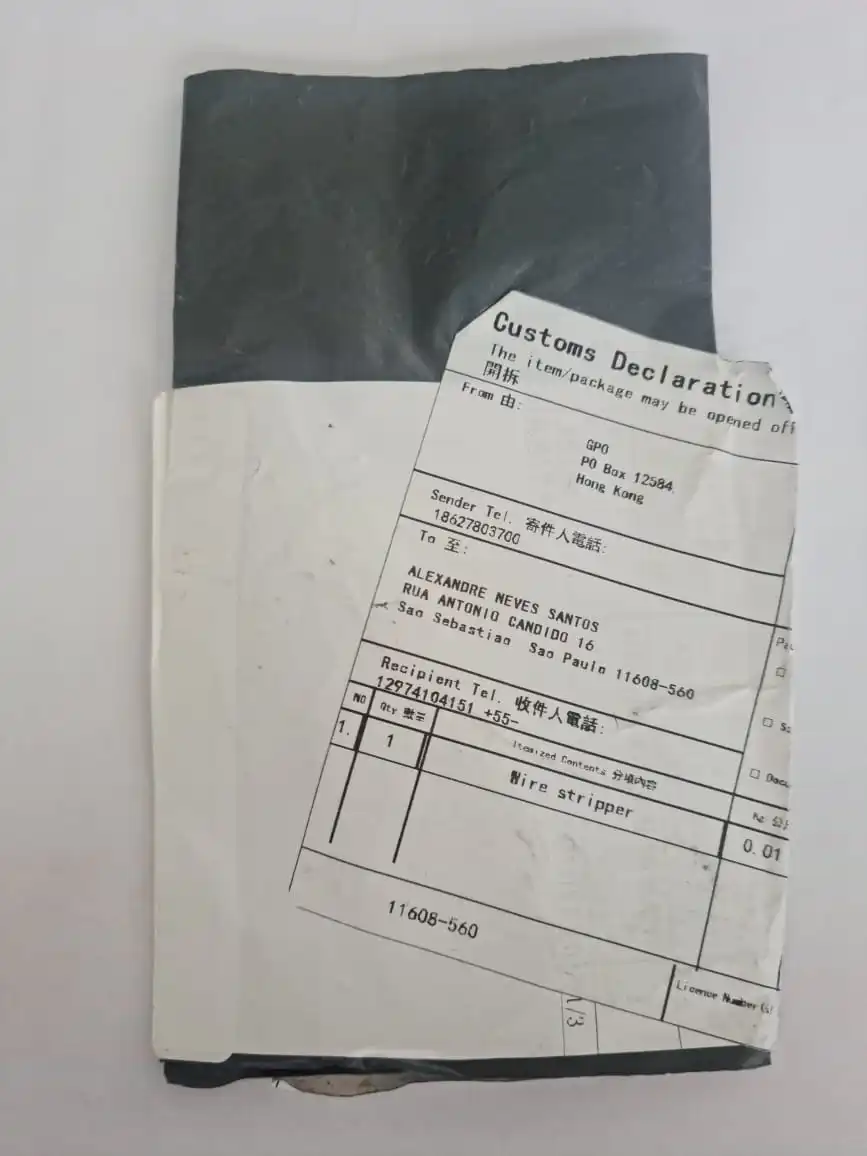 Customs Declaration
The item/package may be opened off
開拆
From 由:
GPO
PO Box 12584
Hong Kong
Sender Tel. 寄件人電話:
18627803700
To 至:
ALEXANDRE NEVES SANTOS
RUA ANTONIO CANDIDO 16
Sao Sebastiao Sao Paulo 11608-560
Recipient Tel. 收件人電話:
12974104151 +55-
NO Qty Itemized Contents 分項內容
1. 1 Wire stripper
0.01
11608-560
Licence Number(s)
1/3